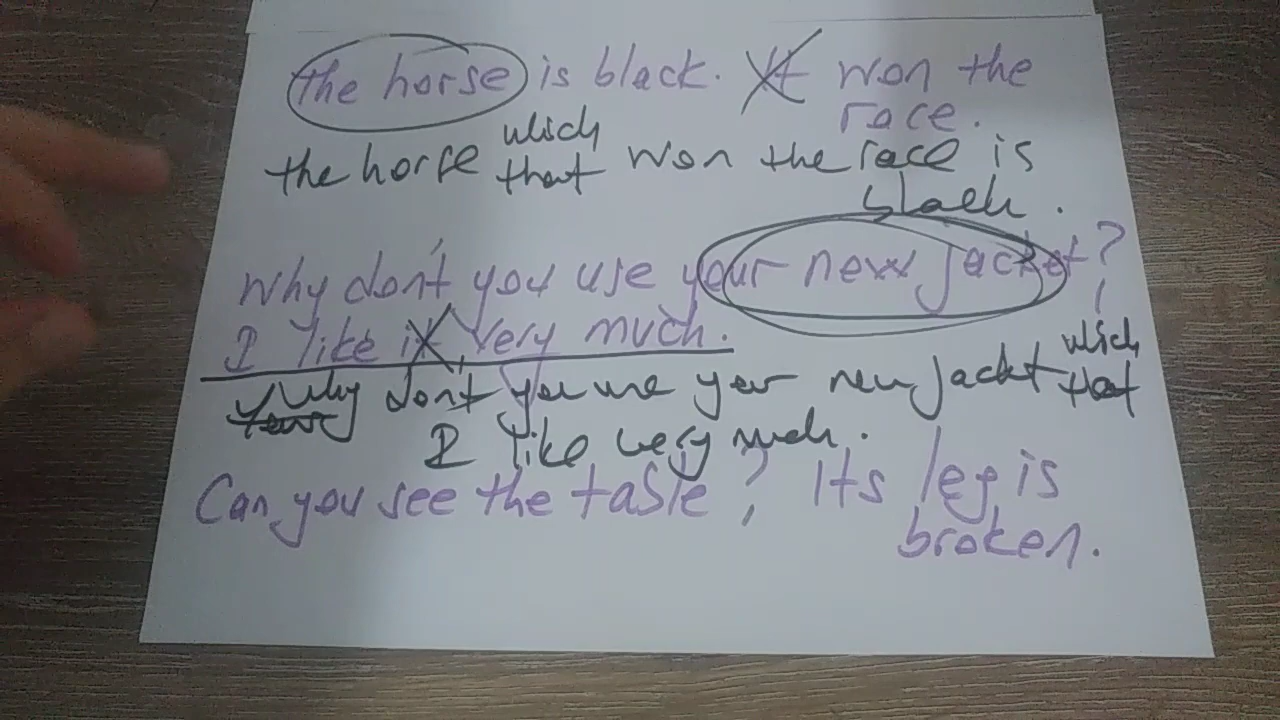 the horse is black. It won the
race.
which
the horse that won the race is
black.
Why don't you use your new jacket?
I like it very much.
which
Why don't you use your new jacket that
I like very much.
Can you see the table? Its leg is
broken.